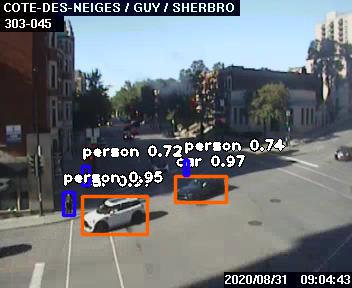 COTE-DES-NEIGES / GUY / SHERBRO
303-045
person 0.72
person 0.74
car 0.97
person 0.95
2020/08/31 09:04:43